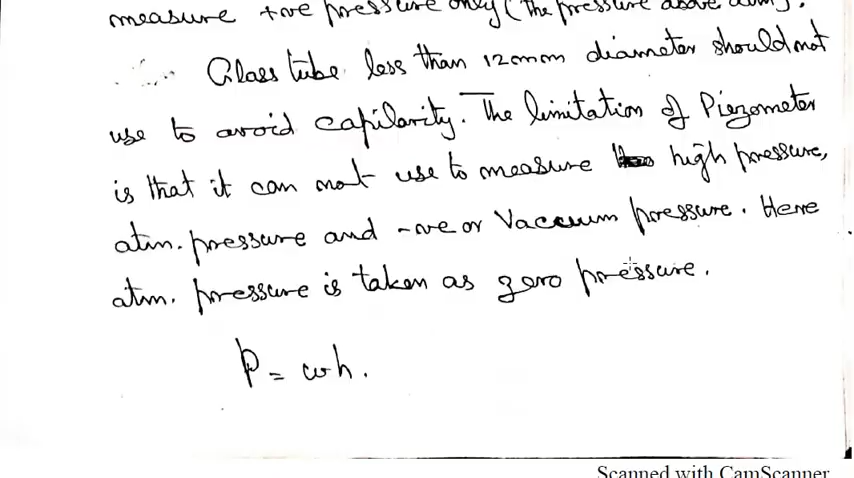 measure +ve pressure only (The pressure above atm).
Glass tube less than 12mm diameter should not
use to avoid capilarity. The limitation of Piezometer
is that it can not use to measure high pressure,
atm. pressure and -ve or Vaccum pressure. Here
atm. pressure is taken as zero pressure.
P = wh.
Scanned with CamScanner